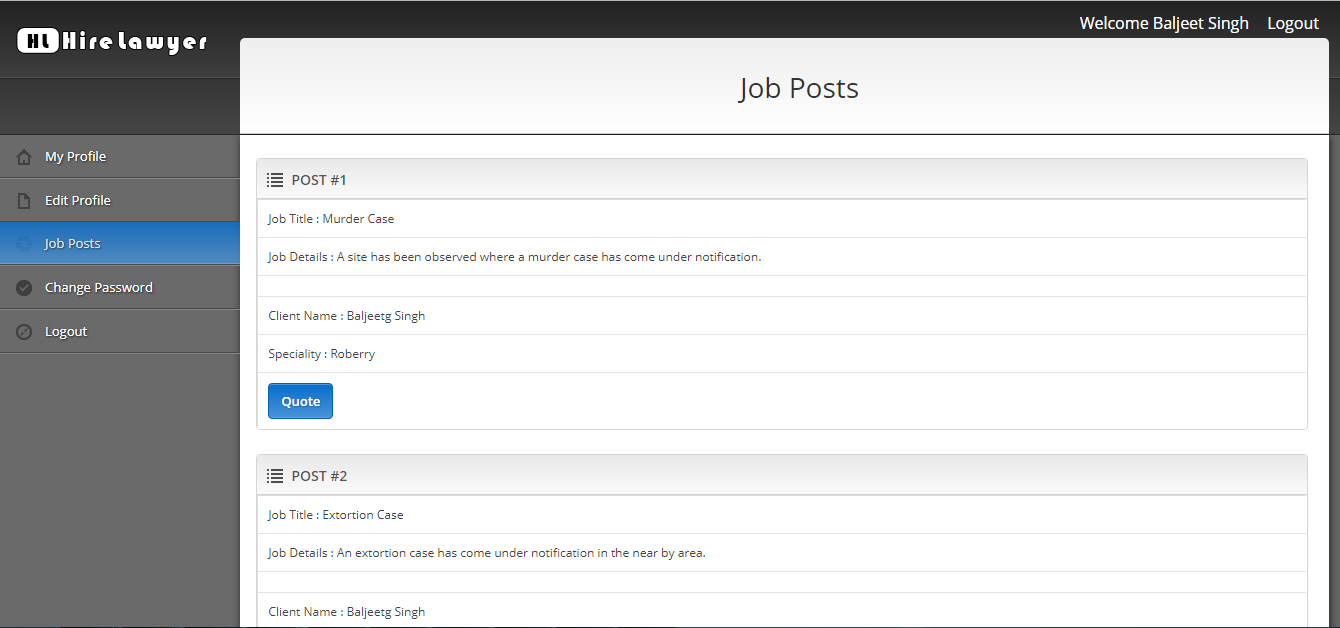 Welcome Baljeet Singh Logout
HL HireLawyer
Job Posts
My Profile
Edit Profile
Job Posts
Change Password
Logout
POST #1
Job Title : Murder Case
Job Details : A site has been observed where a murder case has come under notification.
Client Name : Baljeetg Singh
Speciality : Roberry
Quote
POST #2
Job Title : Extortion Case
Job Details : An extortion case has come under notification in the near by area.
Client Name : Baljeetg Singh